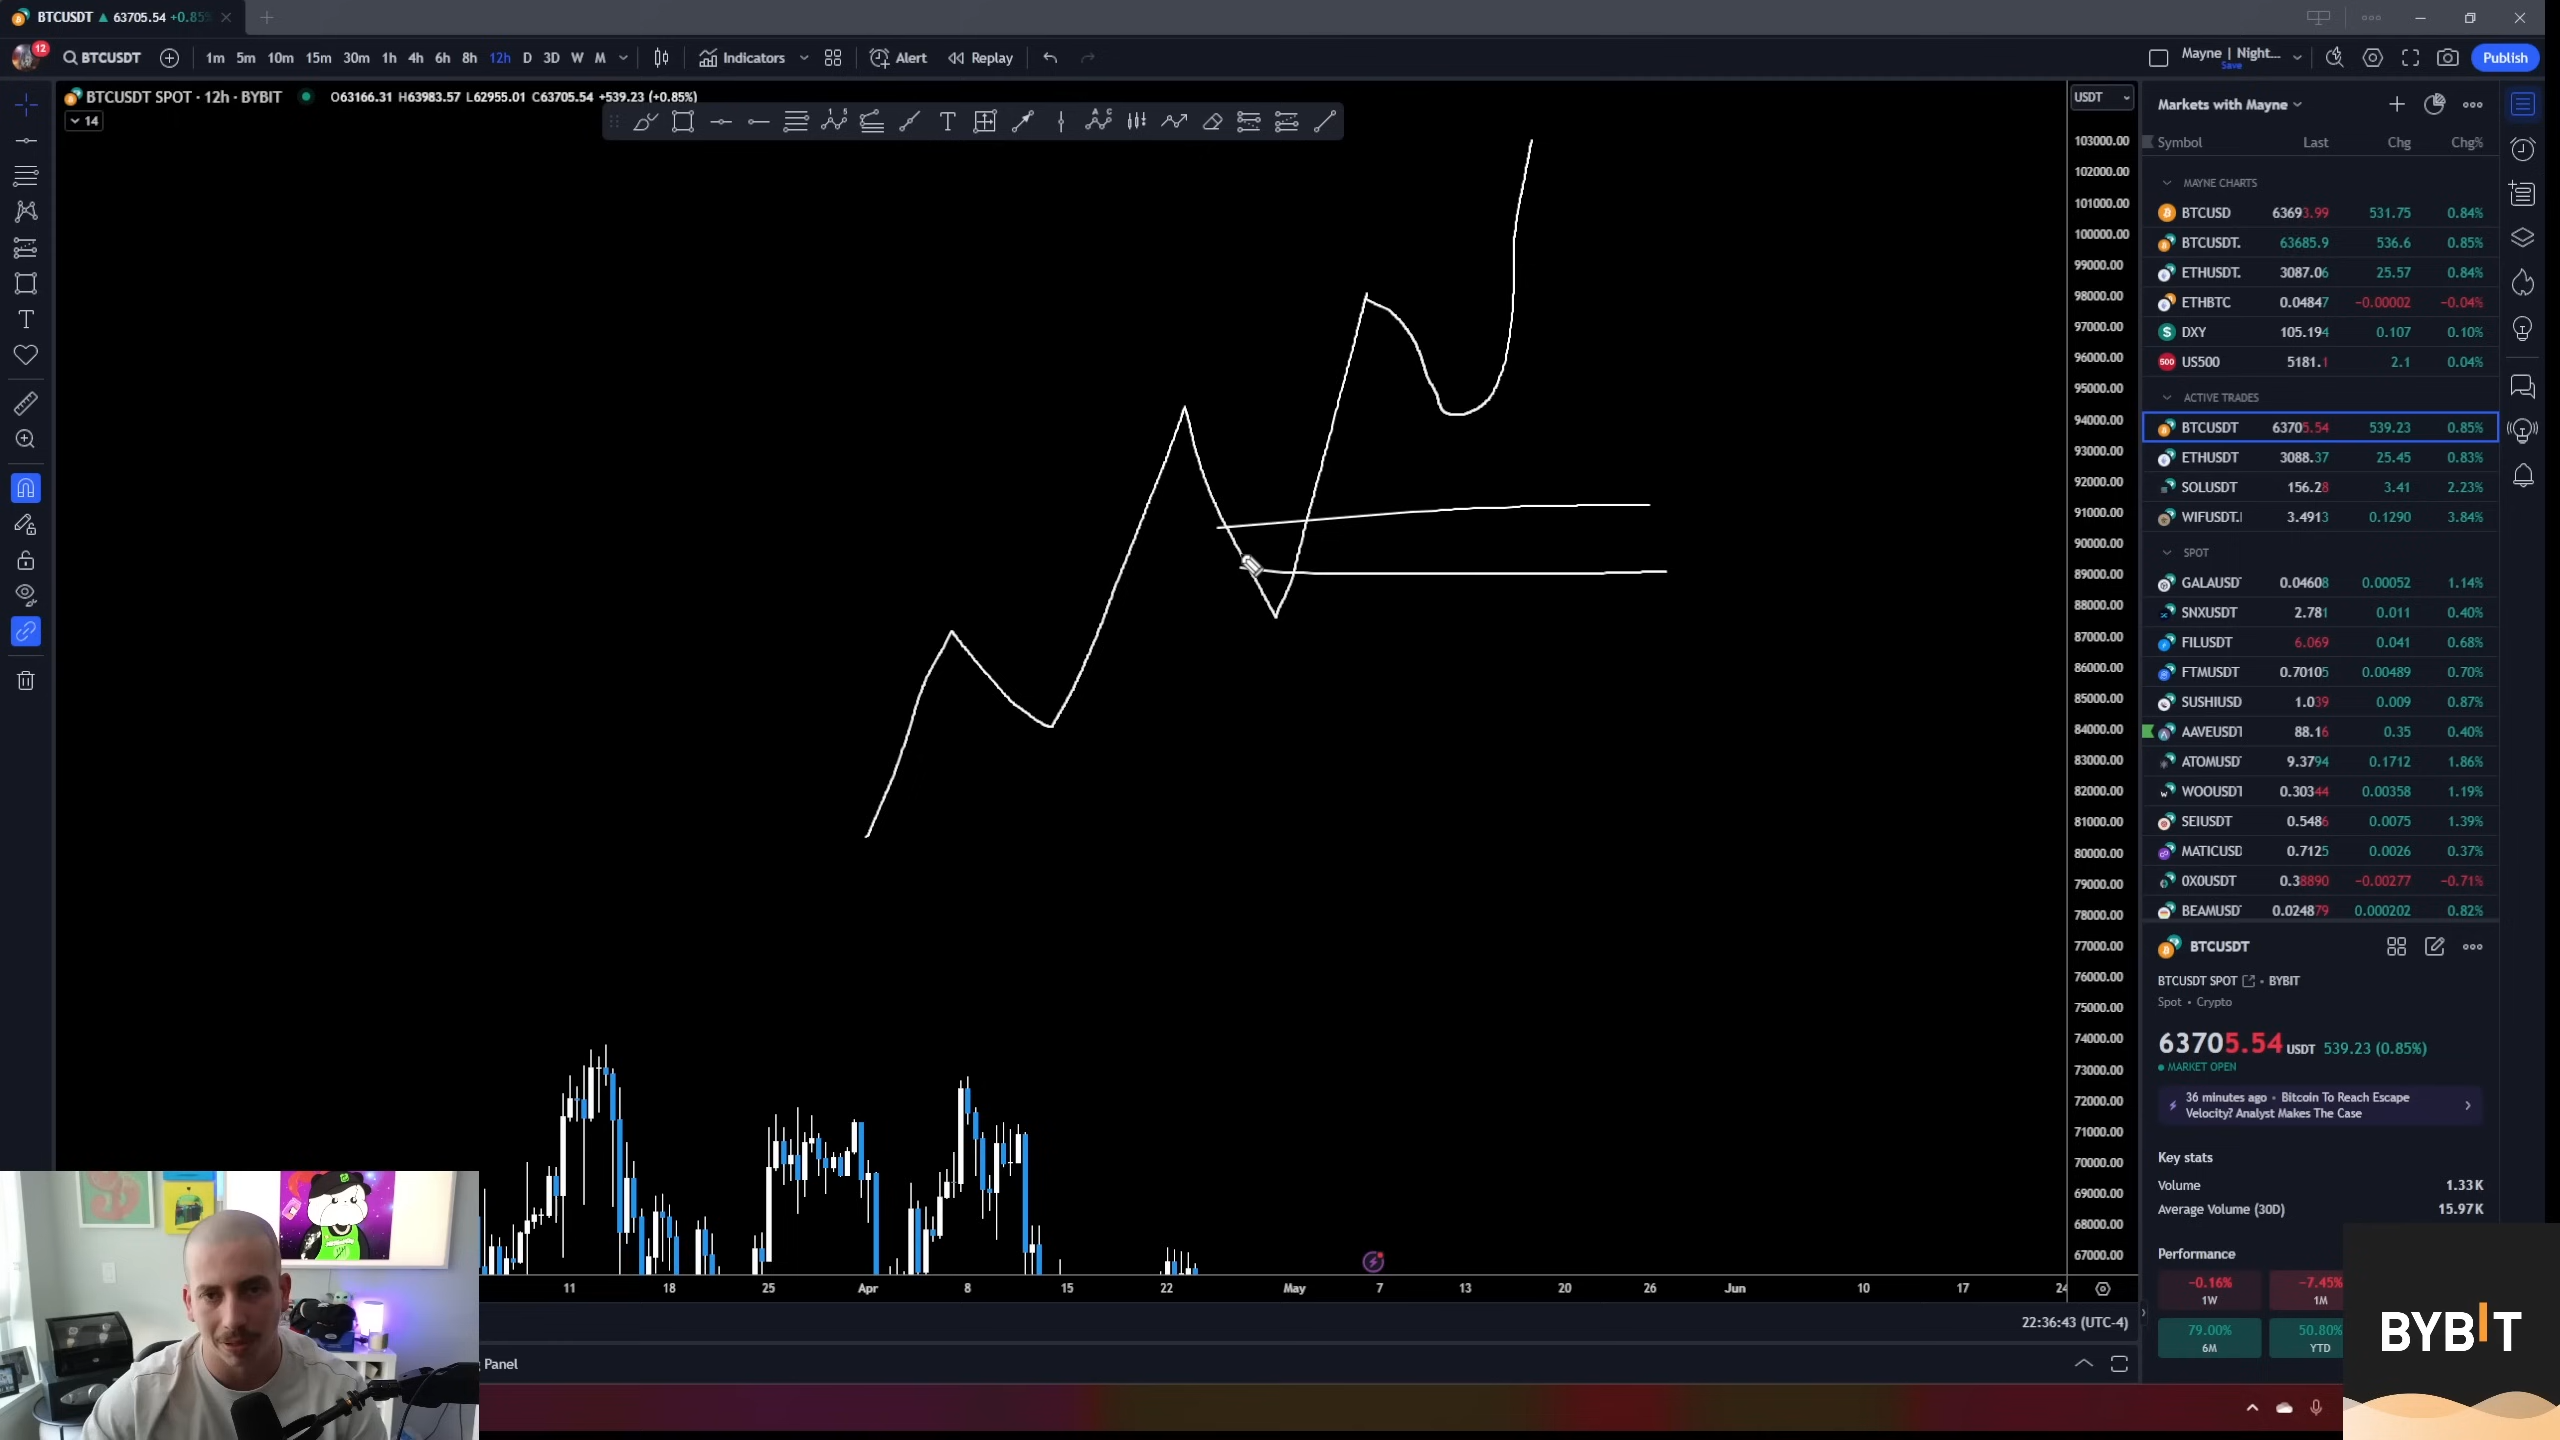 BTCUSDT ▲ 63705.54 +0.85%
12 BTCUSDT 1m 5m 10m 15m 30m 1h 4h 6h 8h 12h D 3D W M Indicators Alert Replay Mayne | Night... Save Publish
BTCUSDT SPOT · 12h · BYBIT O63166.31 H63983.57 L62955.01 C63705.54 +539.23 (+0.85%)
14
USDT
103000.00
102000.00
101000.00
100000.00
99000.00
98000.00
97000.00
96000.00
95000.00
94000.00
93000.00
92000.00
91000.00
90000.00
89000.00
88000.00
87000.00
86000.00
85000.00
84000.00
83000.00
82000.00
81000.00
80000.00
79000.00
78000.00
77000.00
76000.00
75000.00
74000.00
73000.00
72000.00
71000.00
70000.00
69000.00
68000.00
67000.00
11 18 25 Apr 8 15 22 May 7 13 20 26 Jun 10 17 24
22:36:43 (UTC-4)
Panel
Markets with Mayne
Symbol Last Chg Chg%
MAYNE CHARTS
BTCUSD 63693.99 531.75 0.84%
BTCUSDT. 63685.9 536.6 0.85%
ETHUSDT. 3087.06 25.57 0.84%
ETHBTC 0.04847 −0.00002 −0.04%
DXY 105.194 0.107 0.10%
500 US500 5181.1 2.1 0.04%
ACTIVE TRADES
BTCUSDT 63705.54 539.23 0.85%
ETHUSDT 3088.37 25.45 0.83%
SOLUSDT 156.28 3.41 2.23%
WIFUSDT.I 3.4913 0.1290 3.84%
SPOT
GALAUSDT 0.04608 0.00052 1.14%
SNXUSDT 2.781 0.011 0.40%
FILUSDT 6.069 0.041 0.68%
FTMUSDT 0.70105 0.00489 0.70%
SUSHIUSD 1.039 0.009 0.87%
AAVEUSDT 88.16 0.35 0.40%
ATOMUSDT 9.3794 0.1712 1.86%
WOOUSDT 0.30344 0.00358 1.19%
SEIUSDT 0.5486 0.0075 1.39%
MATICUSD 0.7125 0.0026 0.37%
0X0USDT 0.38890 −0.00277 −0.71%
BEAMUSDT 0.024879 0.000202 0.82%
BTCUSDT
BTCUSDT SPOT • BYBIT
Spot • Crypto
63705.54 USDT 539.23 (0.85%)
MARKET OPEN
36 minutes ago • Bitcoin To Reach Escape
Velocity? Analyst Makes The Case
Key stats
Volume 1.33K
Average Volume (30D) 15.97K
Performance
−0.16% −7.45%
1W 1M
79.00% 50.80%
6M YTD
BYBIT